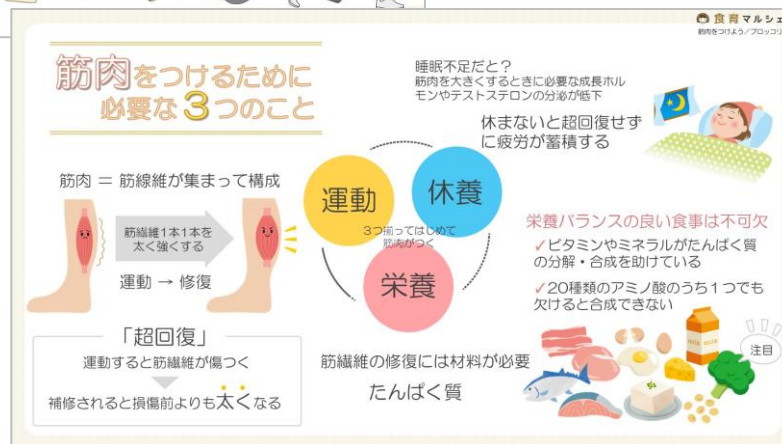 食育マルシェ
筋肉をつけよう／ブロッコリ
筋肉をつけるために
必要な3つのこと
睡眠不足だと？
筋肉を大きくするときに必要な成長ホル
モンやテストステロンの分泌が低下
休まないと超回復せず
に疲労が蓄積する
筋肉 ＝ 筋線維が集まって構成
筋繊維1本1本を
太く強くする
運動 → 修復
運動
休養
3つ揃ってはじめて
筋肉がつく
栄養
栄養バランスの良い食事は不可欠
✓ビタミンやミネラルがたんぱく質
の分解・合成を助けている
✓20種類のアミノ酸のうち1つでも
欠けると合成できない
「超回復」
運動すると筋繊維が傷つく
補修されると損傷前よりも太くなる
筋繊維の修復には材料が必要
たんぱく質
注目